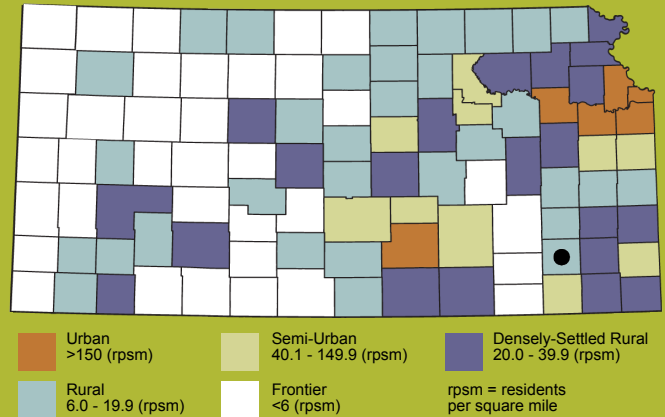 Urban
>150 (rpsm)
Semi-Urban
40.1 - 149.9 (rpsm)
Densely-Settled Rural
20.0 - 39.9 (rpsm)
Rural
6.0 - 19.9 (rpsm)
Frontier
<6 (rpsm)
rpsm = residents
per square mile